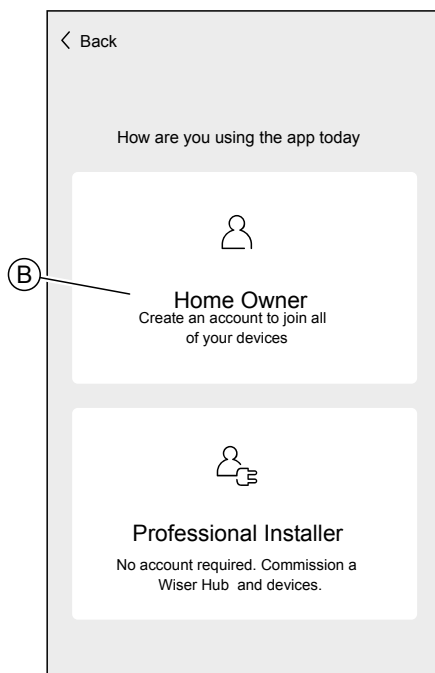 Back
How are you using the app today
B
Home Owner
Create an account to join all
of your devices
Professional Installer
No account required. Commission a
Wiser Hub and devices.